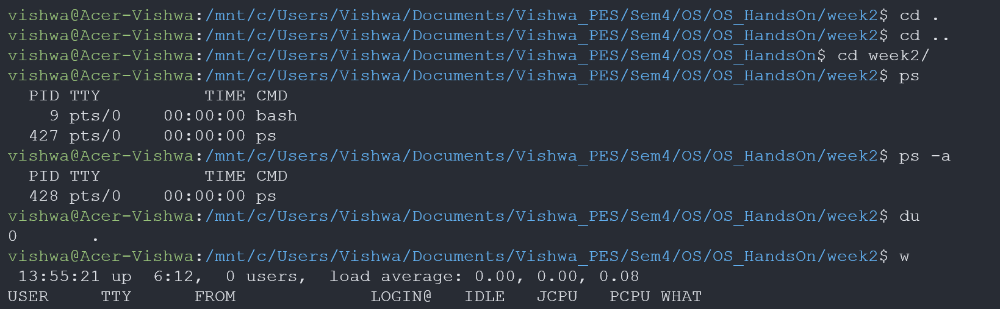 vishwa@Acer-Vishwa:/mnt/c/Users/Vishwa/Documents/Vishwa_PES/Sem4/OS/OS_HandsOn/week2$ cd .
vishwa@Acer-Vishwa:/mnt/c/Users/Vishwa/Documents/Vishwa_PES/Sem4/OS/OS_HandsOn/week2$ cd ..
vishwa@Acer-Vishwa:/mnt/c/Users/Vishwa/Documents/Vishwa_PES/Sem4/OS/OS_HandsOn$ cd week2/
vishwa@Acer-Vishwa:/mnt/c/Users/Vishwa/Documents/Vishwa_PES/Sem4/OS/OS_HandsOn/week2$ ps
  PID TTY          TIME CMD
    9 pts/0    00:00:00 bash
  427 pts/0    00:00:00 ps
vishwa@Acer-Vishwa:/mnt/c/Users/Vishwa/Documents/Vishwa_PES/Sem4/OS/OS_HandsOn/week2$ ps -a
  PID TTY          TIME CMD
  428 pts/0    00:00:00 ps
vishwa@Acer-Vishwa:/mnt/c/Users/Vishwa/Documents/Vishwa_PES/Sem4/OS/OS_HandsOn/week2$ du
0       .
vishwa@Acer-Vishwa:/mnt/c/Users/Vishwa/Documents/Vishwa_PES/Sem4/OS/OS_HandsOn/week2$ w
 13:55:21 up  6:12,  0 users,  load average: 0.00, 0.00, 0.08
USER     TTY      FROM             LOGIN@   IDLE   JCPU   PCPU WHAT